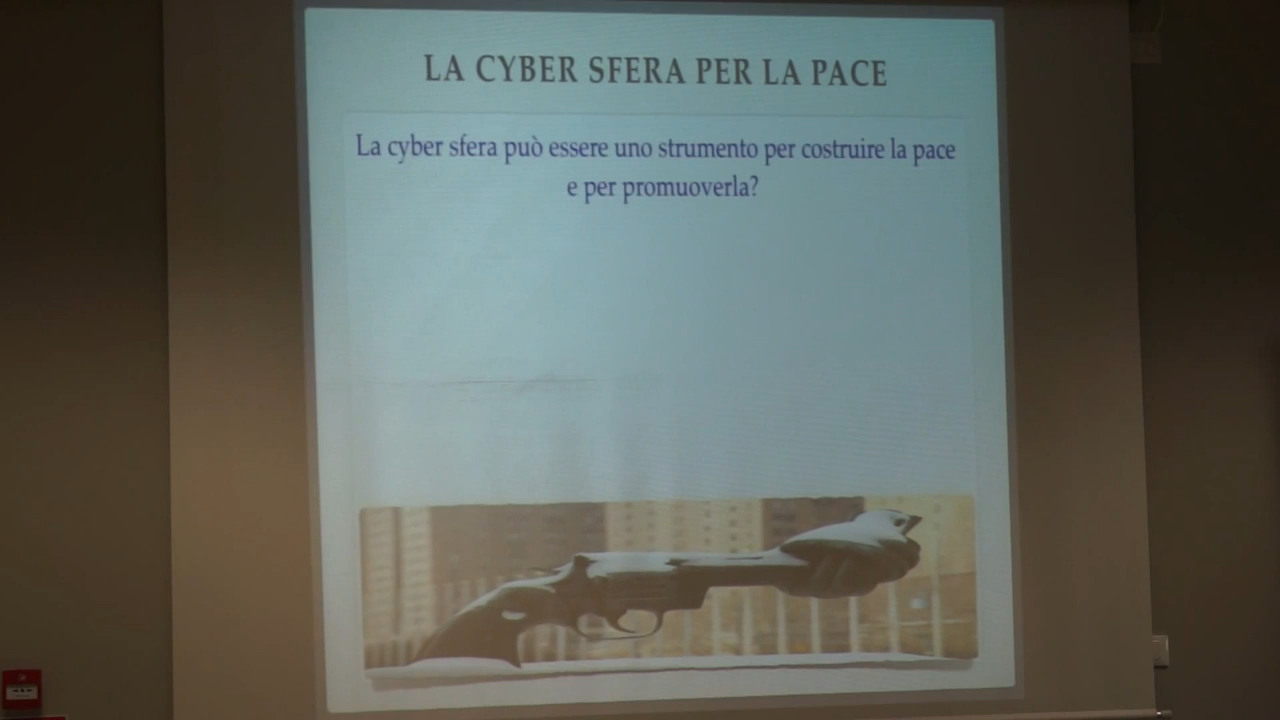 LA CYBER SFERA PER LA PACE
La cyber sfera può essere uno strumento per costruire la pace
e per promuoverla?